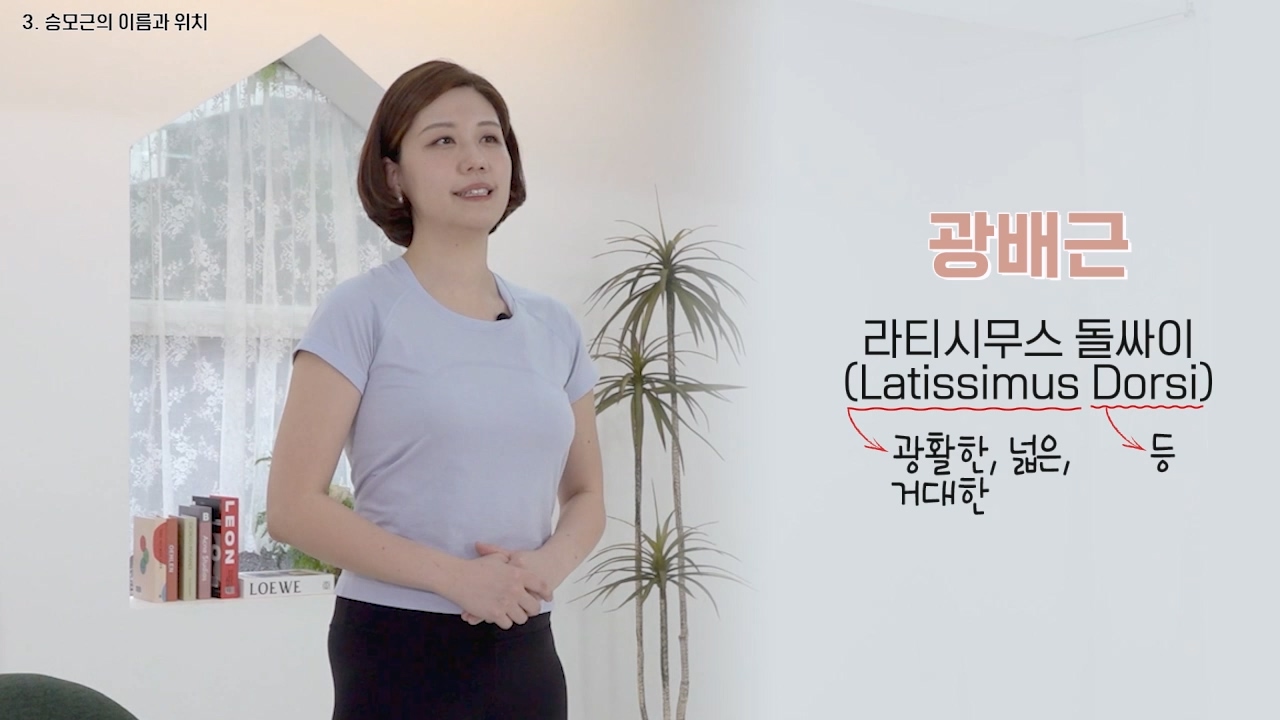 3. 승모근의 이름과 위치
광배근
라티시무스 돌싸이
(Latissimus Dorsi)
광활한, 넓은,
거대한
등
LEON
LOEWE